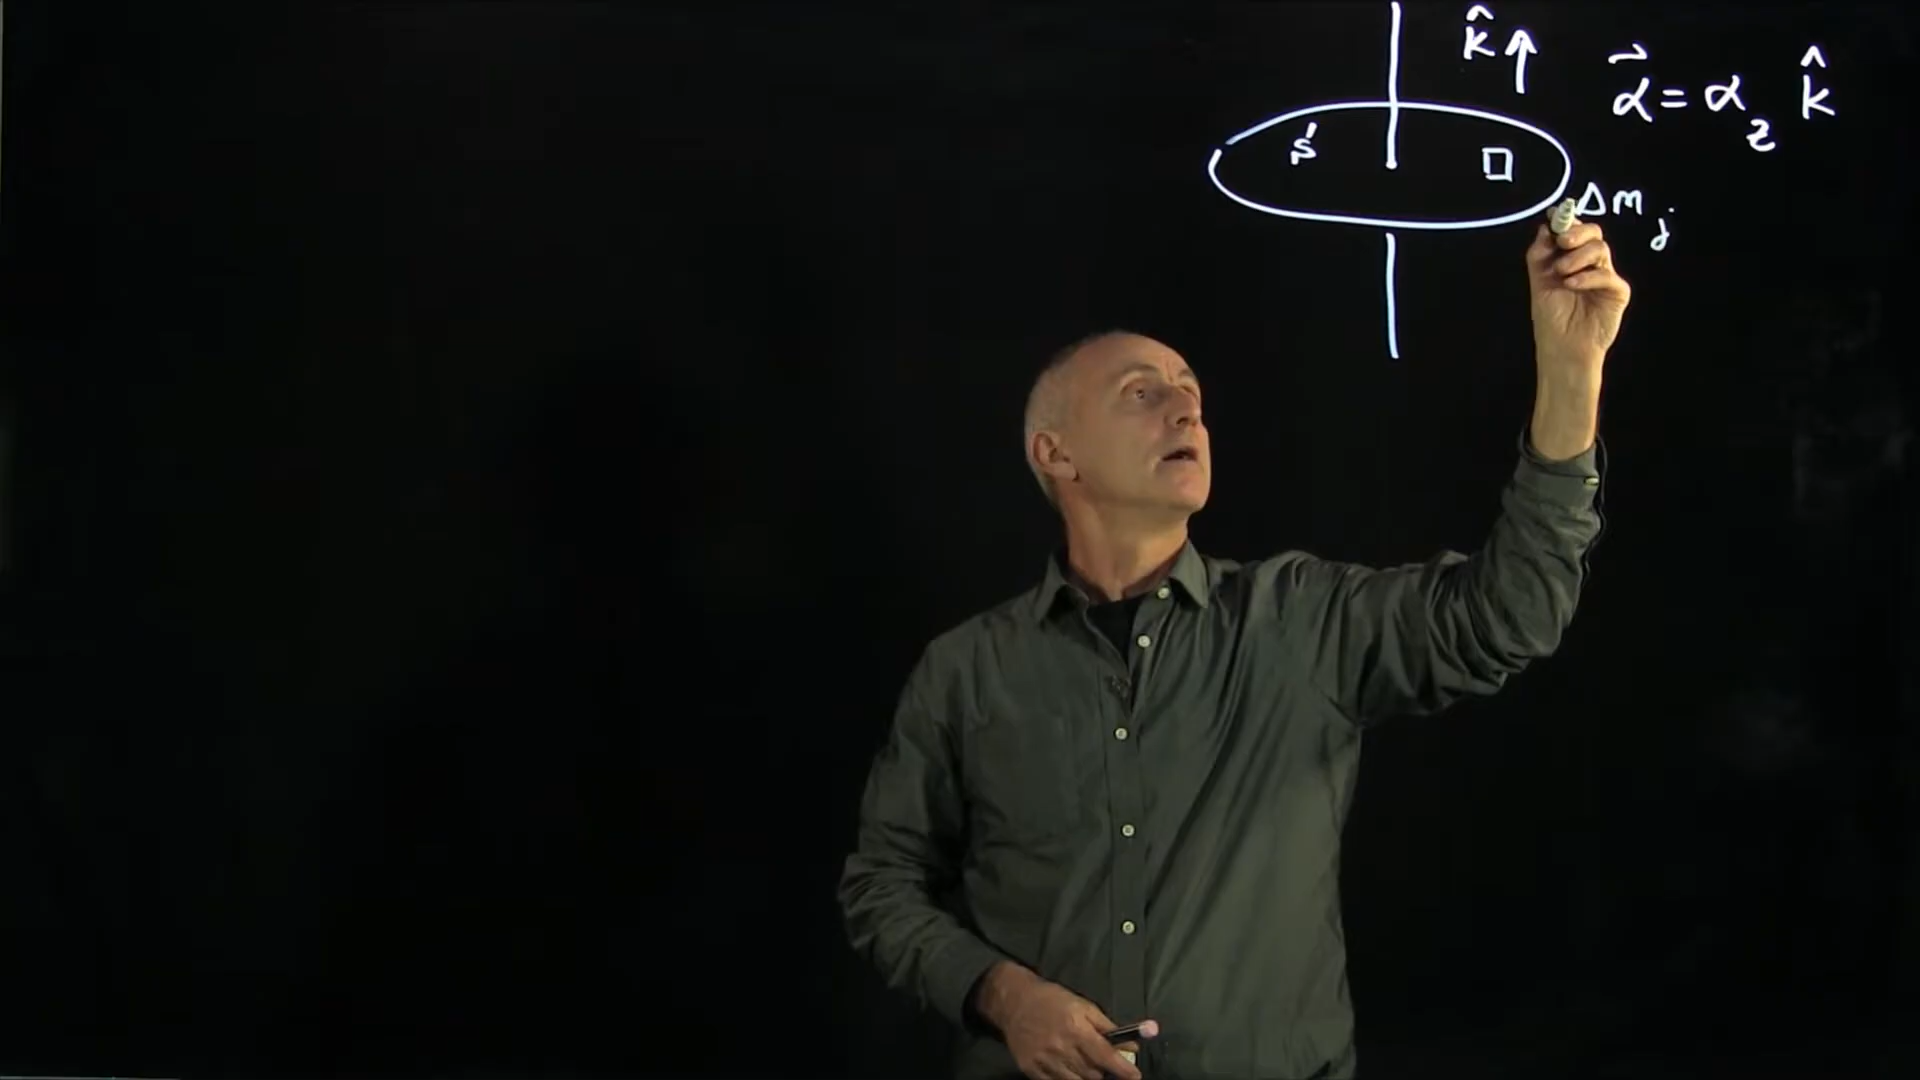 k̂ ↑
α⃗ = α_z k̂
S
Δm_j